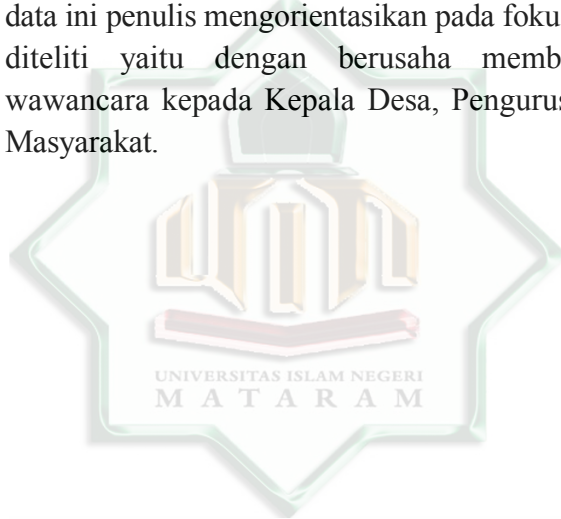 data ini penulis mengorientasikan pada foku
diteliti yaitu dengan berusaha memb
wawancara kepada Kepala Desa, Pengurus
Masyarakat.
UNIVERSITAS ISLAM NEGERI
MATARAM